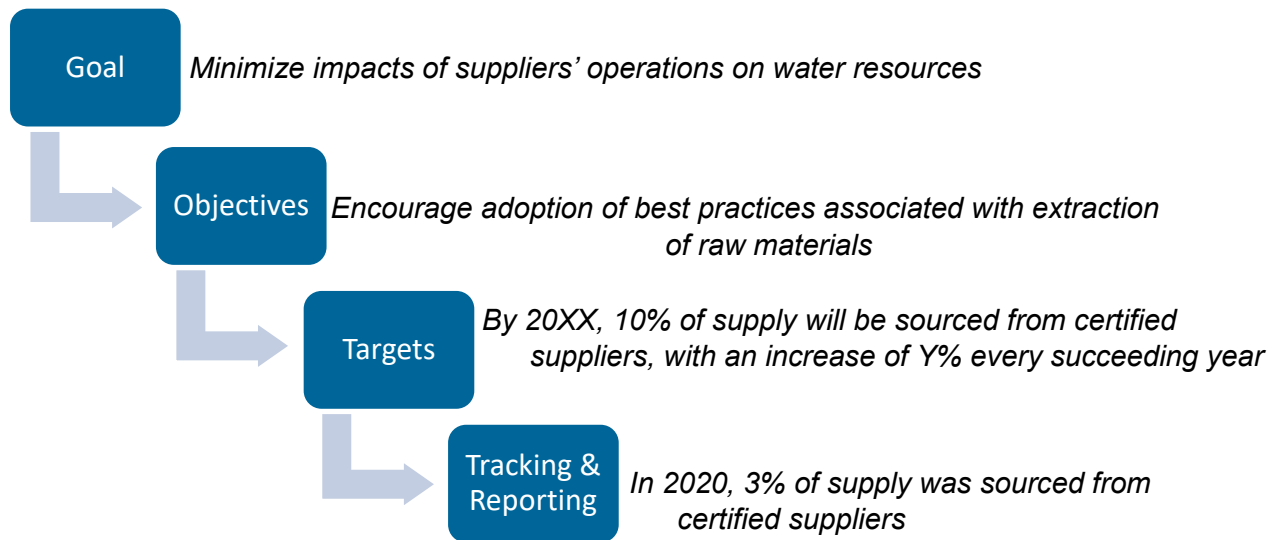 Goal
Minimize impacts of suppliers’ operations on water resources
Objectives
Encourage adoption of best practices associated with extraction
of raw materials
Targets
By 20XX, 10% of supply will be sourced from certified
suppliers, with an increase of Y% every succeeding year
Tracking &
Reporting
In 2020, 3% of supply was sourced from
certified suppliers